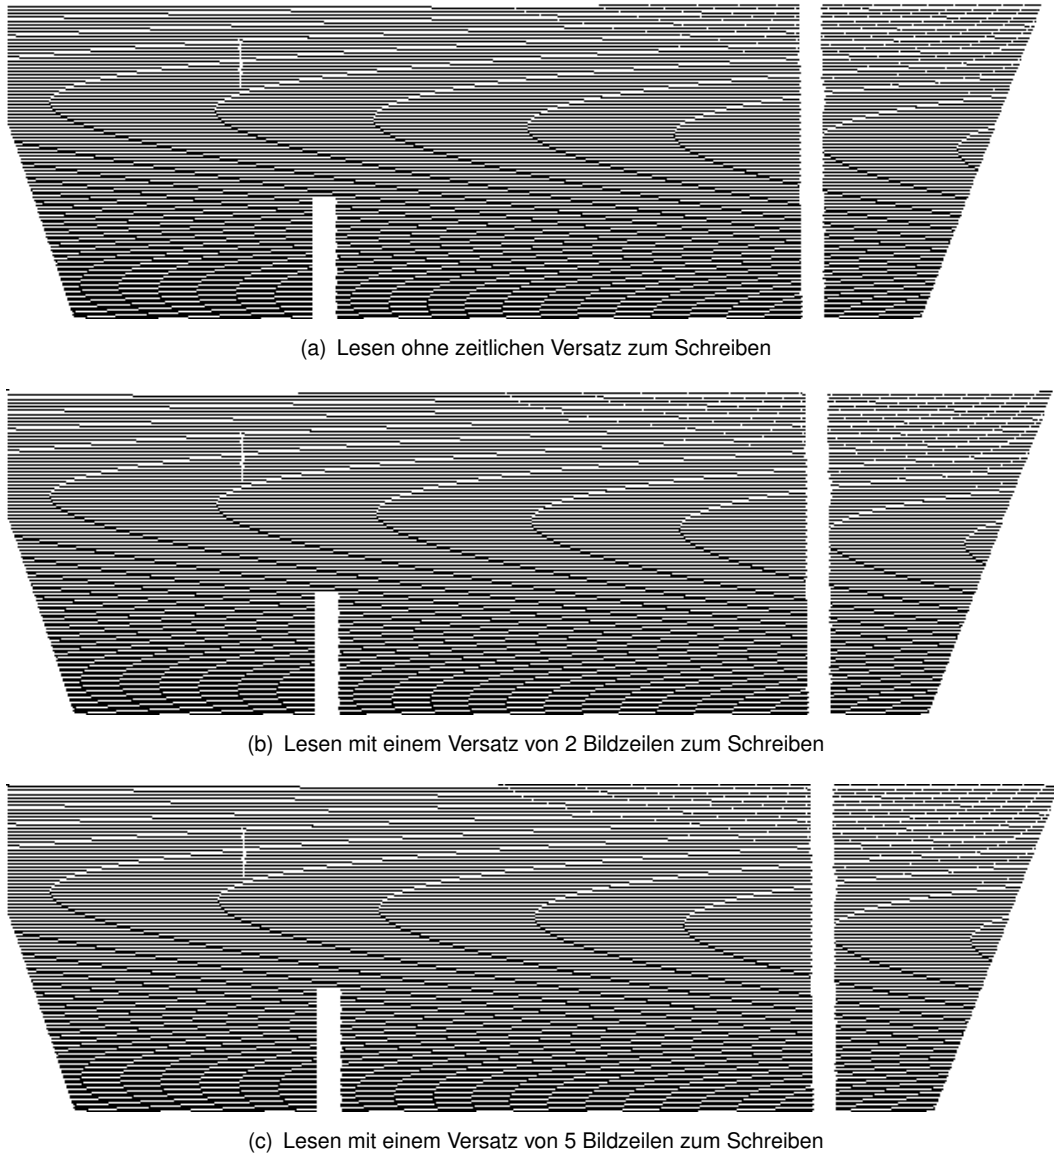 (a) Lesen ohne zeitlichen Versatz zum Schreiben
(b) Lesen mit einem Versatz von 2 Bildzeilen zum Schreiben
(c) Lesen mit einem Versatz von 5 Bildzeilen zum Schreiben